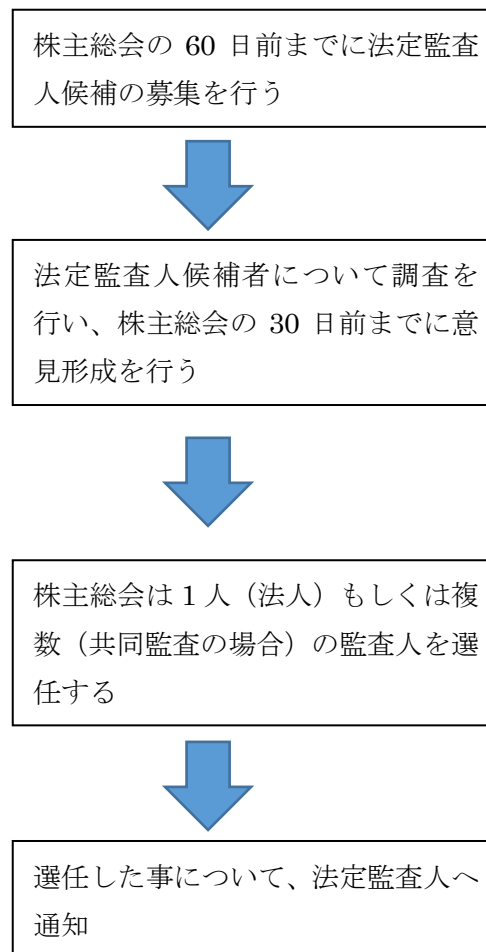 株主総会の 60 日前までに法定監査
人候補の募集を行う
法定監査人候補者について調査を
行い、株主総会の 30 日前までに意
見形成を行う
株主総会は 1 人（法人）もしくは複
数（共同監査の場合）の監査人を選
任する
選任した事について、法定監査人へ
通知